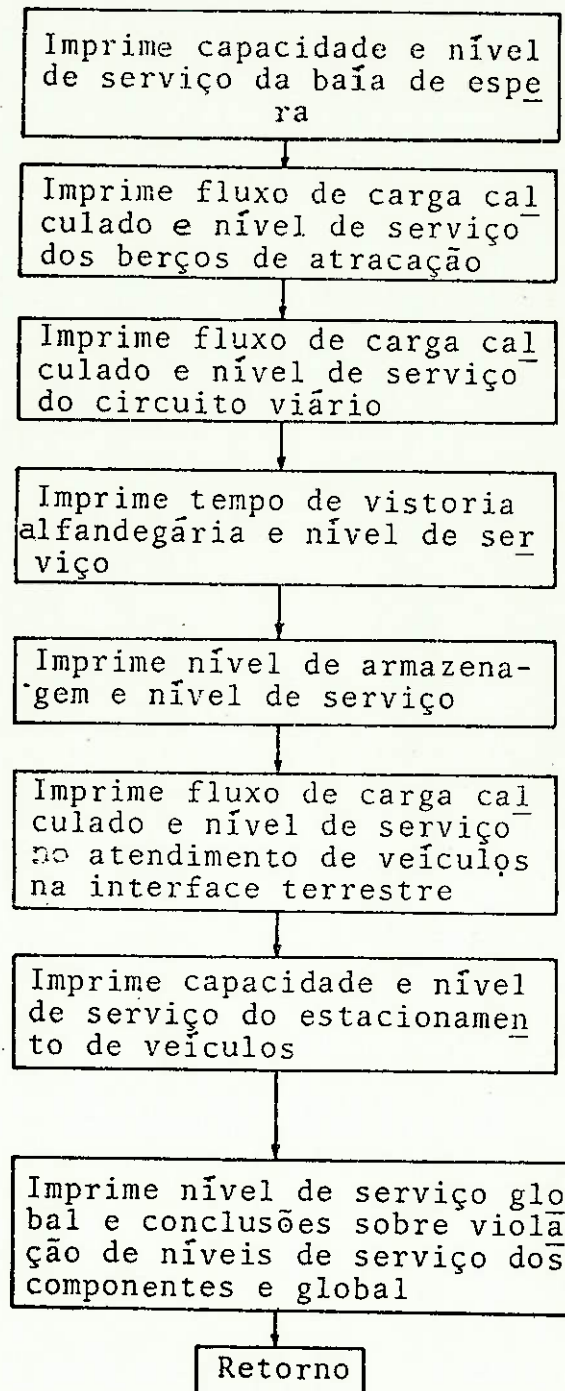 Imprime capacidade e nível
de serviço da baía de espe
ra
Imprime fluxo de carga cal
culado e nível de serviço
dos berços de atracação
Imprime fluxo de carga cal
culado e nível de serviço
do circuito viário
Imprime tempo de vistoria
alfandegária e nível de ser
viço
Imprime nível de armazena-
gem e nível de serviço
Imprime fluxo de carga cal
culado e nível de serviço
no atendimento de veículos
na interface terrestre
Imprime capacidade e nível
de serviço do estacionamen
to de veículos
Imprime nível de serviço glo
bal e conclusões sobre viola
ção de níveis de serviço dos
componentes e global
Retorno